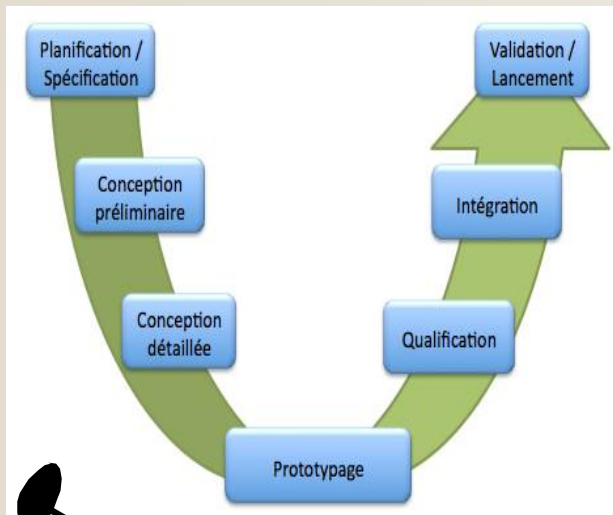 Planification /
Spécification
Conception
préliminaire
Conception
détaillée
Prototypage
Qualification
Intégration
Validation /
Lancement